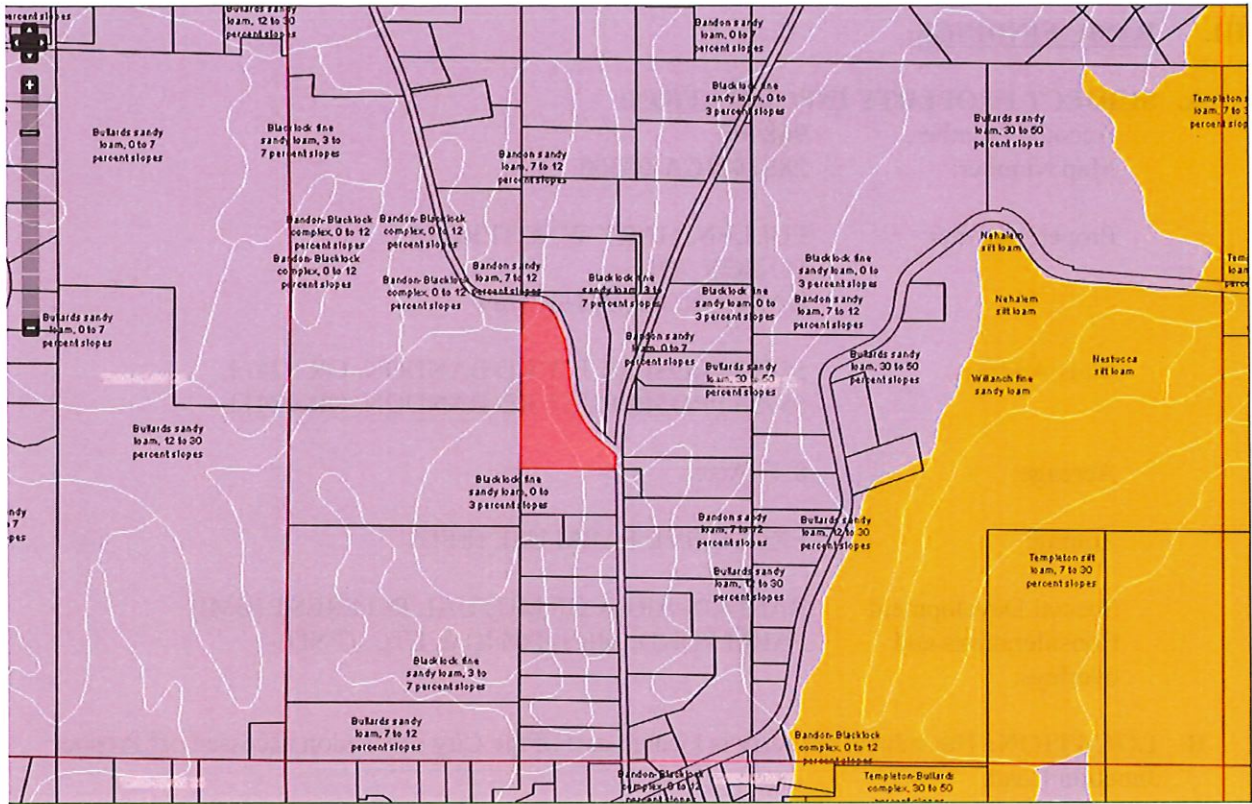 ercent slopes
Bullards sandy
loam, 12 to 30
percent slopes
Bandon sandy
loam, 0 to 7
percent slopes
Blacklock fine
sandy loam, 0 to
3 percent slopes
Templeton s
loam, 7 to 3
percent slop
Bullards sandy
loam, 0 to 7
percent slopes
Blacklock fine
sandy loam, 3 to
7 percent slopes
Bullards sandy
loam, 30 to 50
percent slopes
Bandon sandy
loam, 7 to 12
percent slopes
Bandon-Blacklock
complex, 0 to 12
percent slopes
Bandon-Blacklock
complex, 0 to 12
percent slopes
Bandon-Blacklock
complex, 0 to 12
percent slopes
Nehalem
silt loam
Bandon-Blacklock
complex, 0 to 12
percent slopes
Bandon sandy
loam, 7 to 12
percent slopes
Blacklock fine
sandy loam, 3 to
7 percent slopes
Blacklock fine
sandy loam, 0 to
3 percent slopes
Blacklock fine
sandy loam, 0 to
3 percent slopes
Bandon sandy
loam, 7 to 12
percent slopes
Nehalem
silt loam
Bullards sandy
loam, 0 to 7
percent slopes
Bandon sandy
loam, 0 to 7
percent slopes
Bullards sandy
loam, 30 to 50
percent slopes
Bullards sandy
loam, 30 to 50
percent slopes
Nestucca
silt loam
Willanch fine
sandy loam
Bullards sandy
loam, 12 to 30
percent slopes
Blacklock fine
sandy loam, 0 to
3 percent slopes
Bandon sandy
loam, 7 to 12
percent slopes
Bullards sandy
loam, 12 to 30
percent slopes
Bullards sandy
loam, 12 to 30
percent slopes
Templeton silt
loam, 7 to 30
percent slopes
Blacklock fine
sandy loam, 3 to
7 percent slopes
Bullards sandy
loam, 7 to 12
percent slopes
Bandon-Blacklock
complex, 0 to 12
percent slopes
Bandon-Blacklock
complex, 0 to 12
percent slopes
Templeton-Bullards
complex, 30 to 50
percent slopes